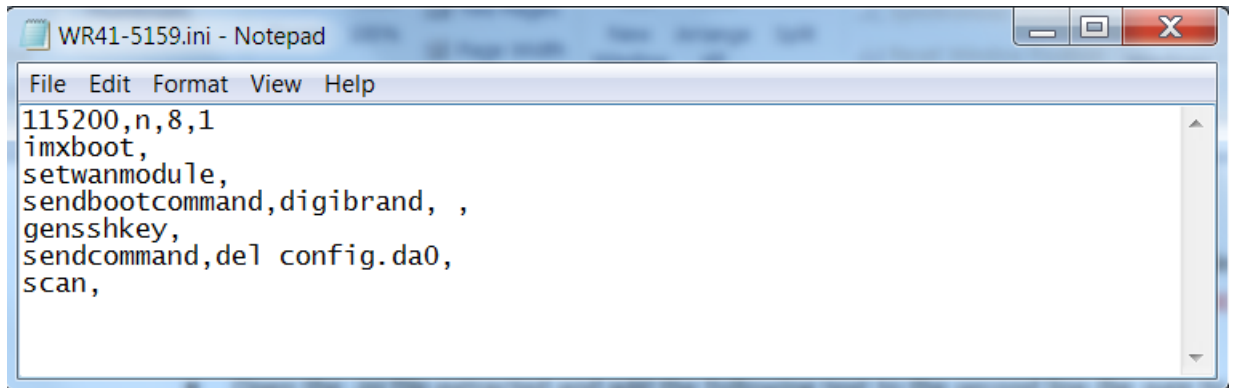 WR41-5159.ini - Notepad
File Edit Format View Help
115200,n,8,1
imxboot,
setwanmodule,
sendbootcommand,digibrand, ,
gensshkey,
sendcommand,del config.da0,
scan,